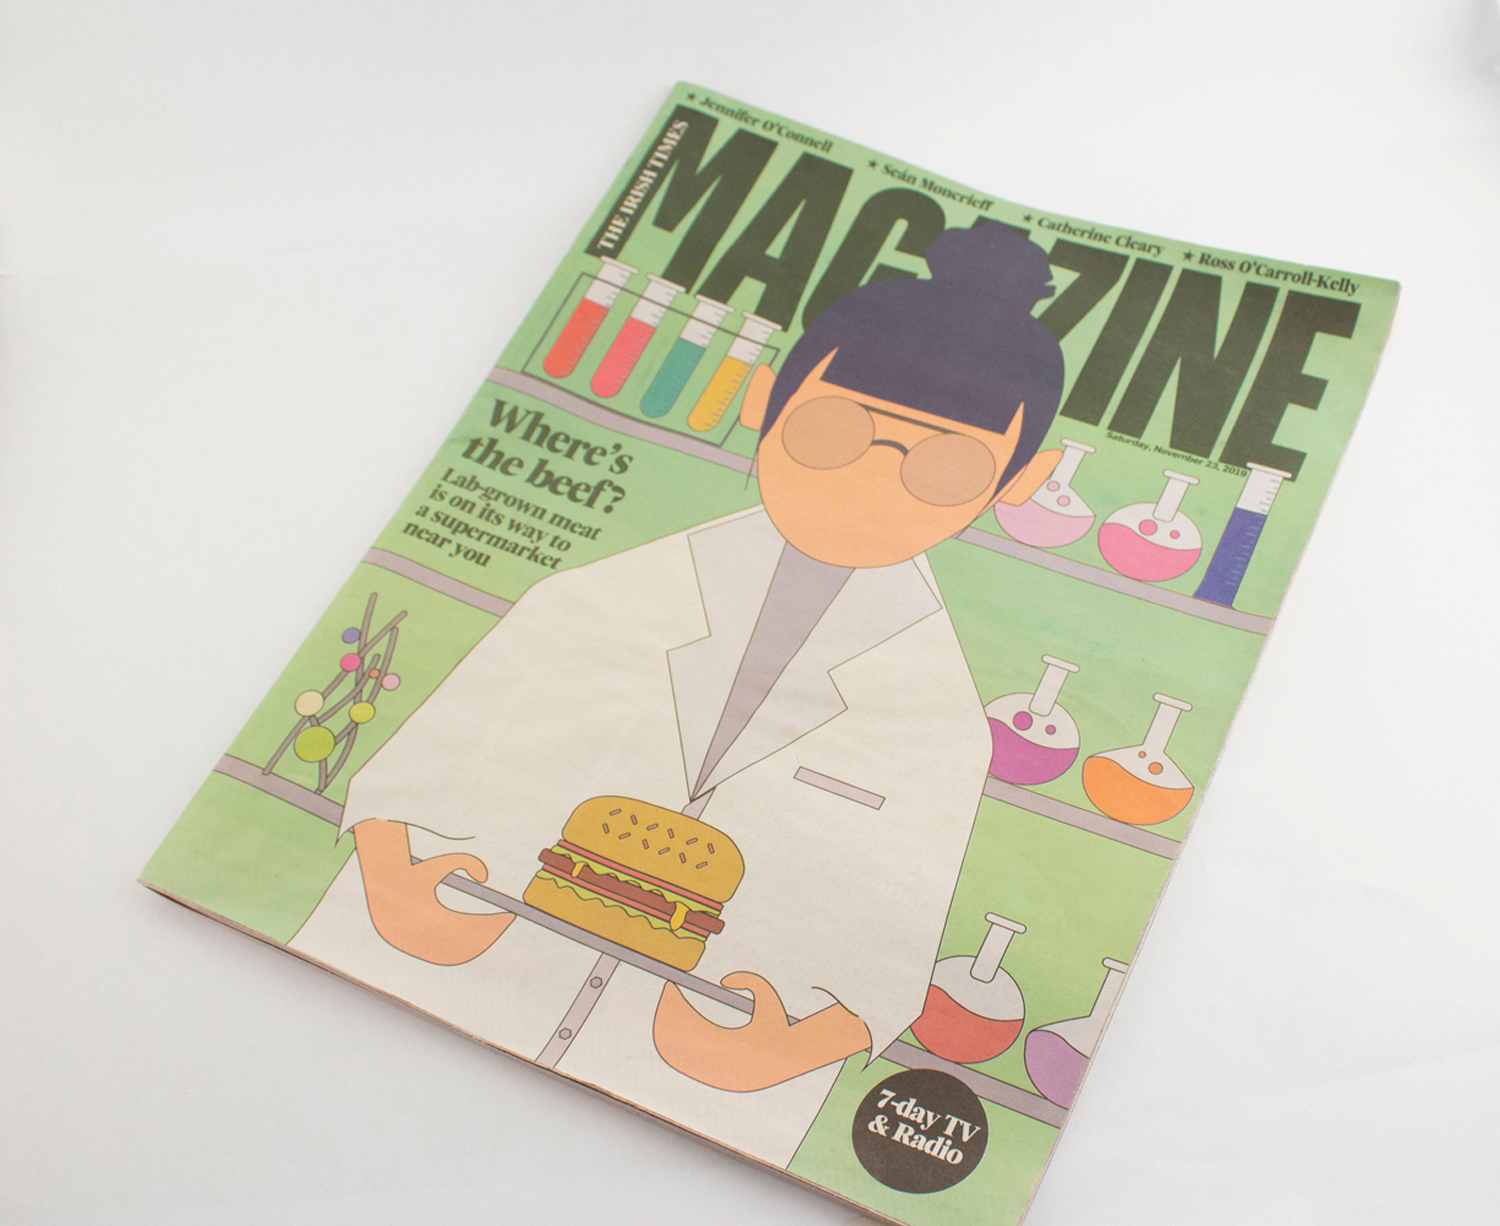 ★ Jennifer O'Connell ★ Seán Moncrieff ★ Catherine Cleary ★ Ross O'Carroll-Kelly
THE IRISH TIMES
MAGAZINE
Saturday, November 23, 2019
Where's
the beef?
Lab-grown meat
is on its way to
a supermarket
near you
7-day TV
& Radio